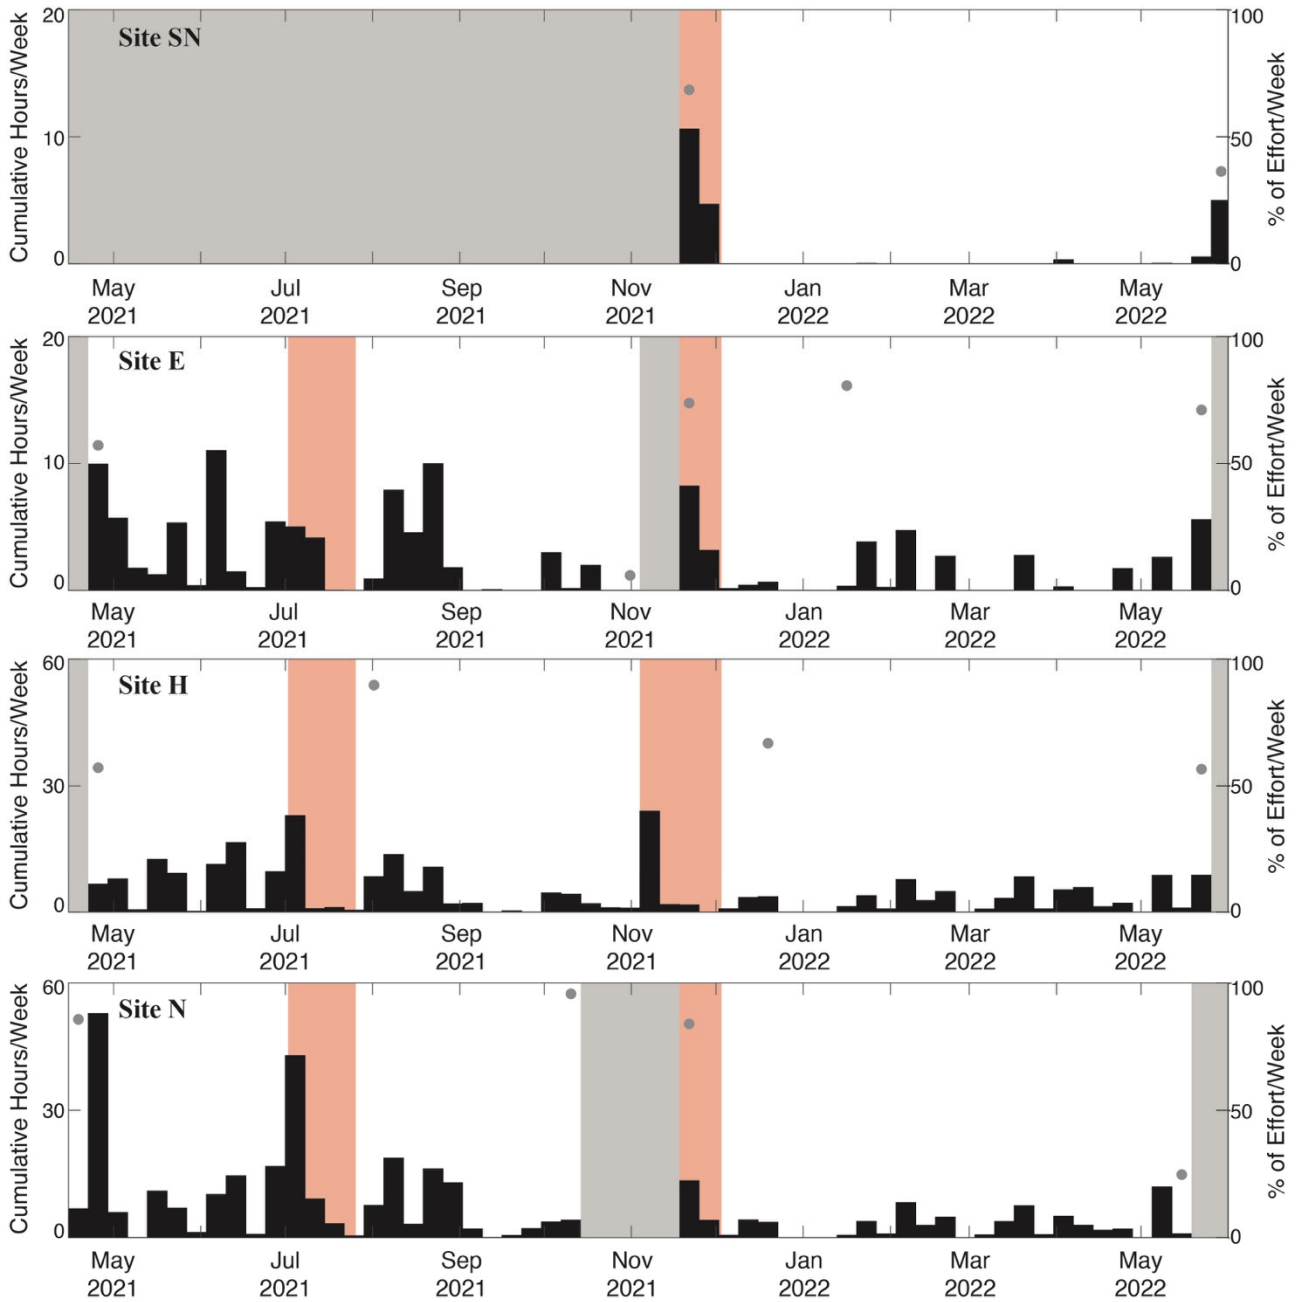 20
100
Site SN
Cumulative Hours/Week
% of Effort/Week
10
50
0
0
May Jul Sep Nov Jan Mar May
2021 2021 2021 2021 2022 2022 2022
20
100
Site E
Cumulative Hours/Week
% of Effort/Week
10
50
0
0
May Jul Sep Nov Jan Mar May
2021 2021 2021 2021 2022 2022 2022
60
100
Site H
Cumulative Hours/Week
% of Effort/Week
30
50
0
0
May Jul Sep Nov Jan Mar May
2021 2021 2021 2021 2022 2022 2022
60
100
Site N
Cumulative Hours/Week
% of Effort/Week
30
50
0
0
May Jul Sep Nov Jan Mar May
2021 2021 2021 2021 2022 2022 2022